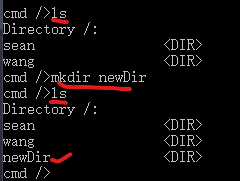 cmd />ls
Directory /:
sean <DIR>
wang <DIR>
cmd />mkdir newDir
cmd />ls
Directory /:
sean <DIR>
wang <DIR>
newDir <DIR>
cmd />